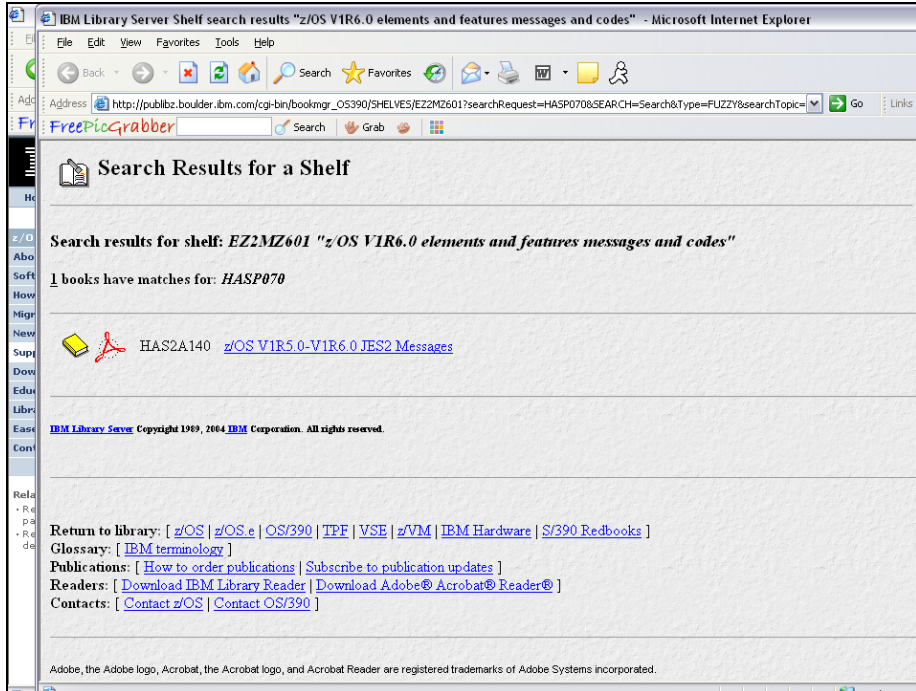 IBM Library Server Shelf search results "z/OS V1R6.0 elements and features messages and codes" - Microsoft Internet Explorer
File Edit View Favorites Tools Help
Back Search Favorites
Address http://publibz.boulder.ibm.com/cgi-bin/bookmgr_OS390/SHELVES/EZ2MZ601?searchRequest=HASP070&SEARCH=Search&Type=FUZZY&searchTopic= Go Links
FreePicGrabber Search Grab
Search Results for a Shelf
Search results for shelf: EZ2MZ601 "z/OS V1R6.0 elements and features messages and codes"
1 books have matches for: HASP070
HAS2A140 z/OS V1R5.0-V1R6.0 JES2 Messages
IBM Library Server Copyright 1989, 2004 IBM Corporation. All rights reserved.
Return to library: [ z/OS | z/OS.e | OS/390 | TPF | VSE | z/VM | IBM Hardware | S/390 Redbooks ]
Glossary: [ IBM terminology ]
Publications: [ How to order publications | Subscribe to publication updates ]
Readers: [ Download IBM Library Reader | Download Adobe® Acrobat® Reader® ]
Contacts: [ Contact z/OS | Contact OS/390 ]
Adobe, the Adobe logo, Acrobat, the Acrobat logo, and Acrobat Reader are registered trademarks of Adobe Systems incorporated.